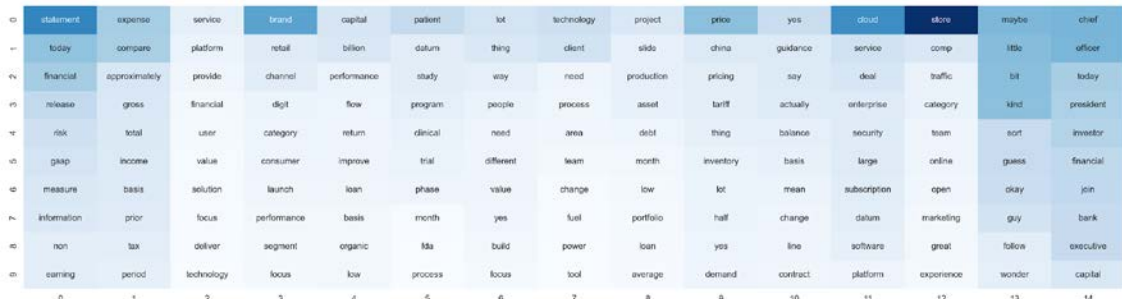 0 statement expense service brand capital patient lot technology project price yes cloud store maybe chief
1 today compare platform retail billion datum thing client slide china guidance service comp little officer
2 financial approximately provide channel performance study way need production pricing say deal traffic bit today
3 release gross financial digit flow program people process asset tariff actually enterprise category kind president
4 risk total user category return clinical need area debt thing balance security team sort investor
5 gaap income value consumer improve trial different team month inventory basis large online guess financial
6 measure basis solution launch loan phase value change low lot mean subscription open okay join
7 information prior focus performance basis month yes fuel portfolio half change datum marketing guy bank
8 non tax deliver segment organic fda build power loan yes line software great follow executive
9 earning period technology focus low process focus tool average demand contract platform experience wonder capital
0 1 2 3 4 5 6 7 8 9 10 11 12 13 14